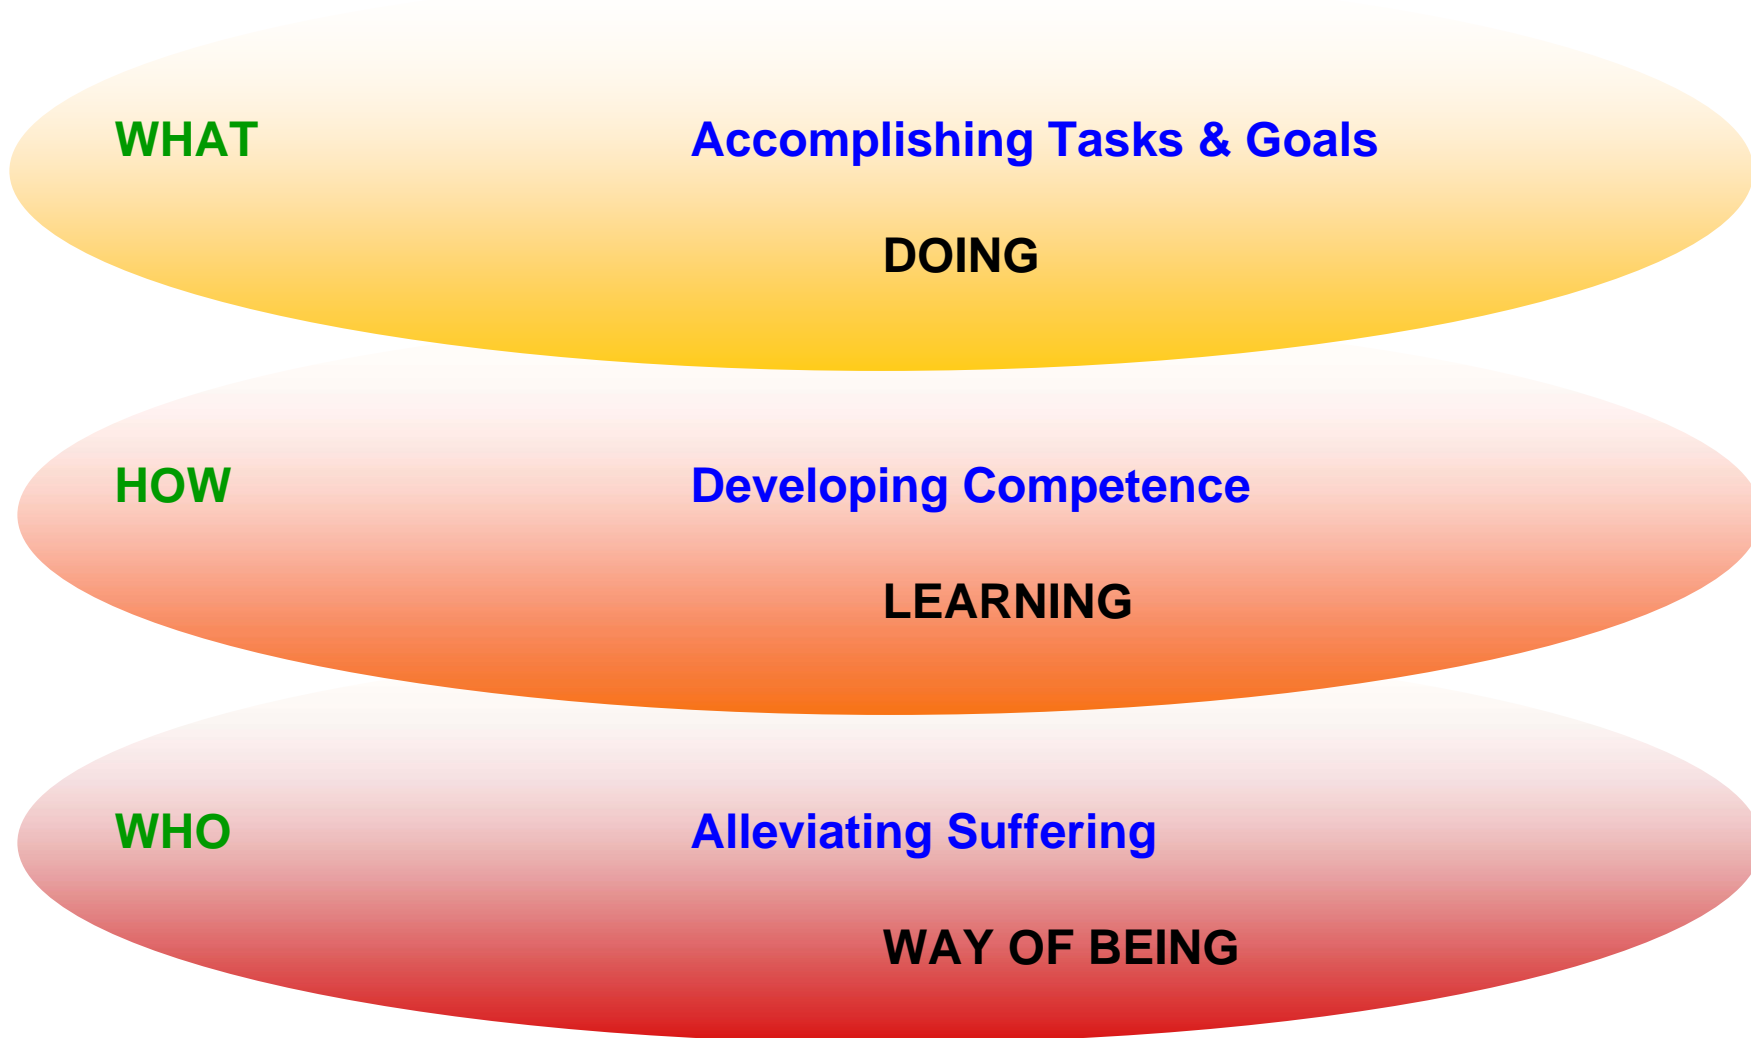 WHAT Accomplishing Tasks & Goals
DOING
HOW Developing Competence
LEARNING
WHO Alleviating Suffering
WAY OF BEING